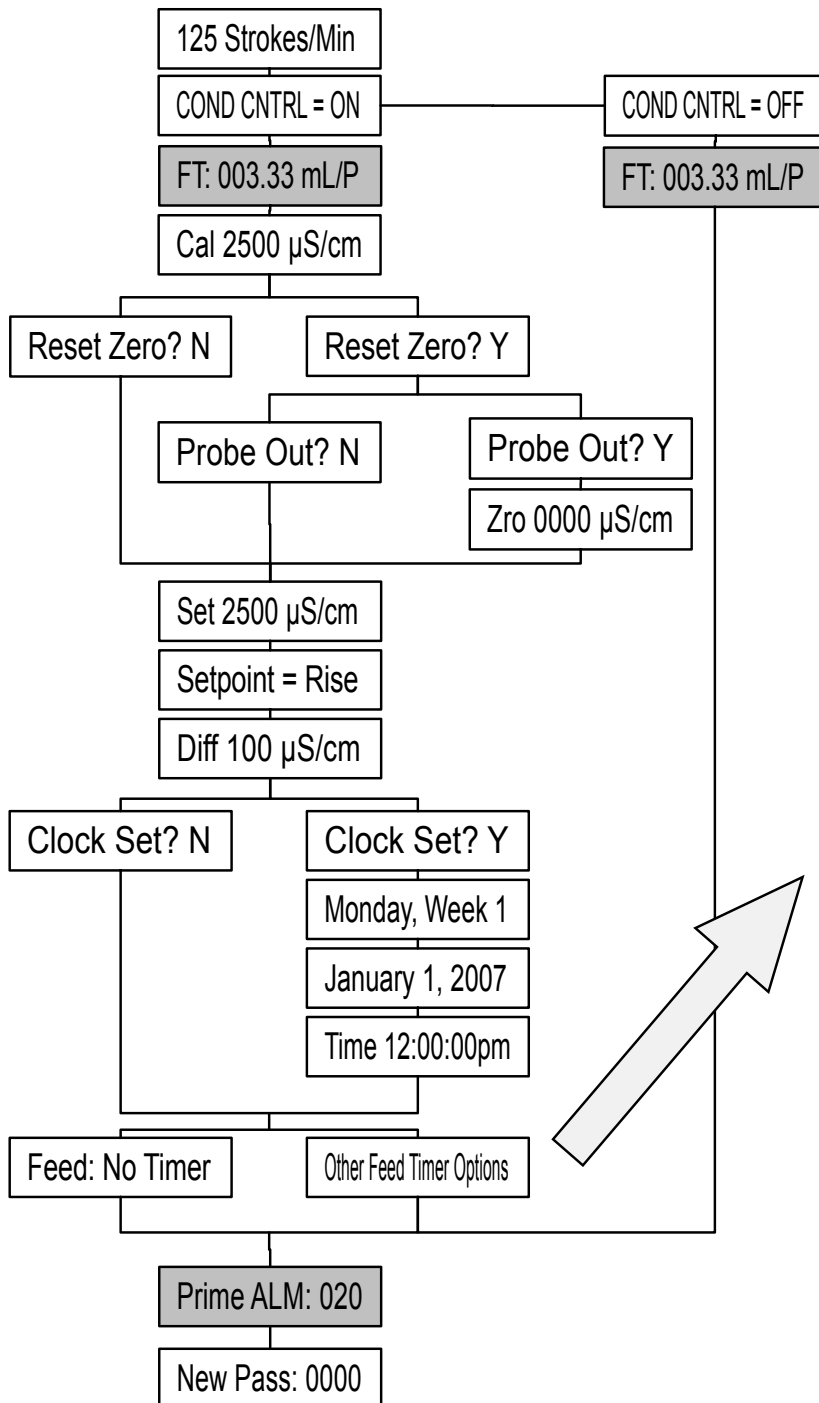 125 Strokes/Min
COND CNTRL = ON
COND CNTRL = OFF
FT: 003.33 mL/P
FT: 003.33 mL/P
Cal 2500 µS/cm
Reset Zero? N
Reset Zero? Y
Probe Out? N
Probe Out? Y
Zro 0000 µS/cm
Set 2500 µS/cm
Setpoint = Rise
Diff 100 µS/cm
Clock Set? N
Clock Set? Y
Monday, Week 1
January 1, 2007
Time 12:00:00pm
Feed: No Timer
Other Feed Timer Options
Prime ALM: 020
New Pass: 0000